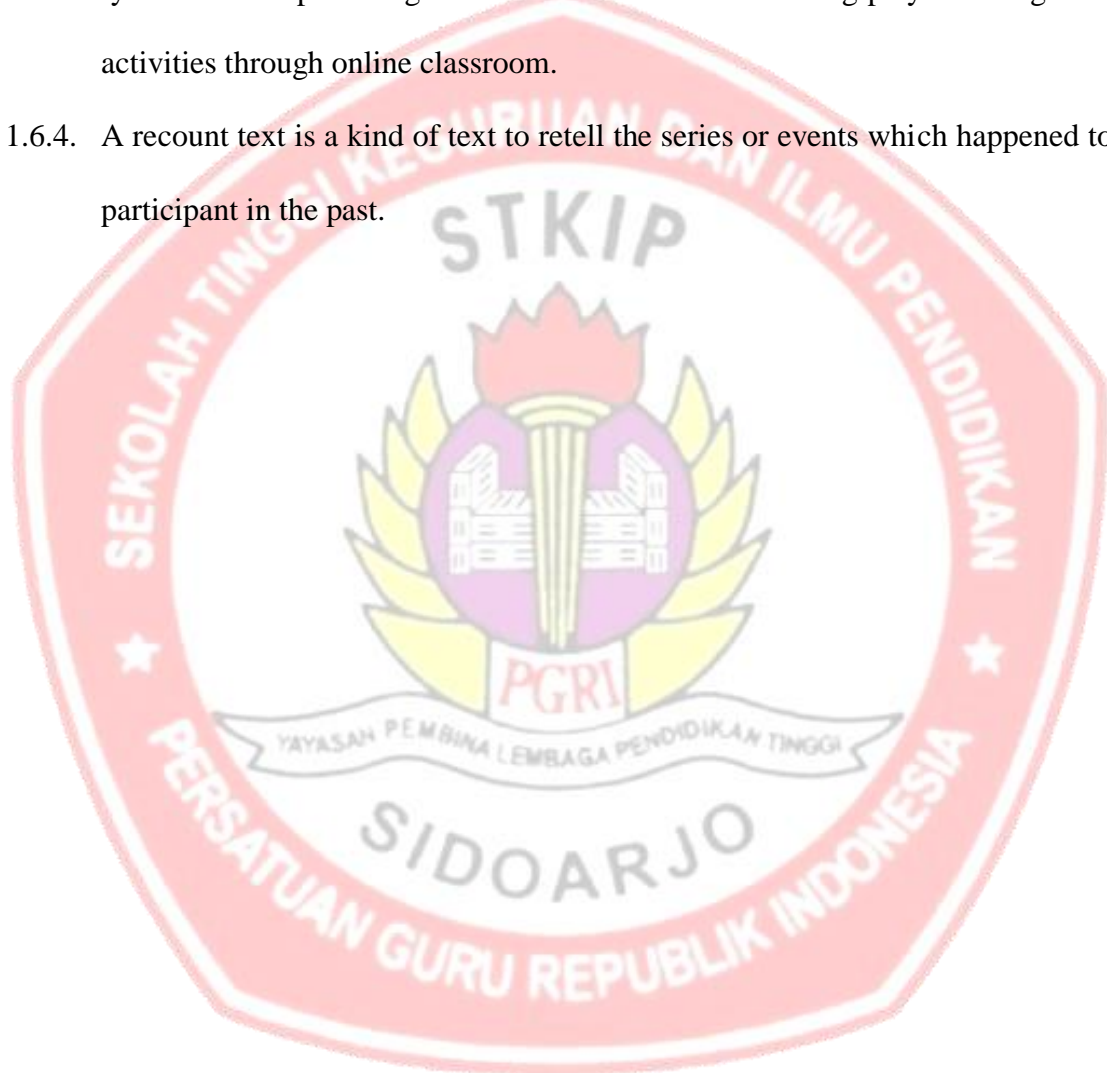 activities through online classroom.
1.6.4. A recount text is a kind of text to retell the series or events which happened to
participant in the past.
SEKOLAH TINGGI KEGURUAN DAN ILMU PENDIDIKAN
STKIP
PGRI
YAYASAN PEMBINA LEMBAGA PENDIDIKAN TINGGI
SIDOARJO
PERSATUAN GURU REPUBLIK INDONESIA